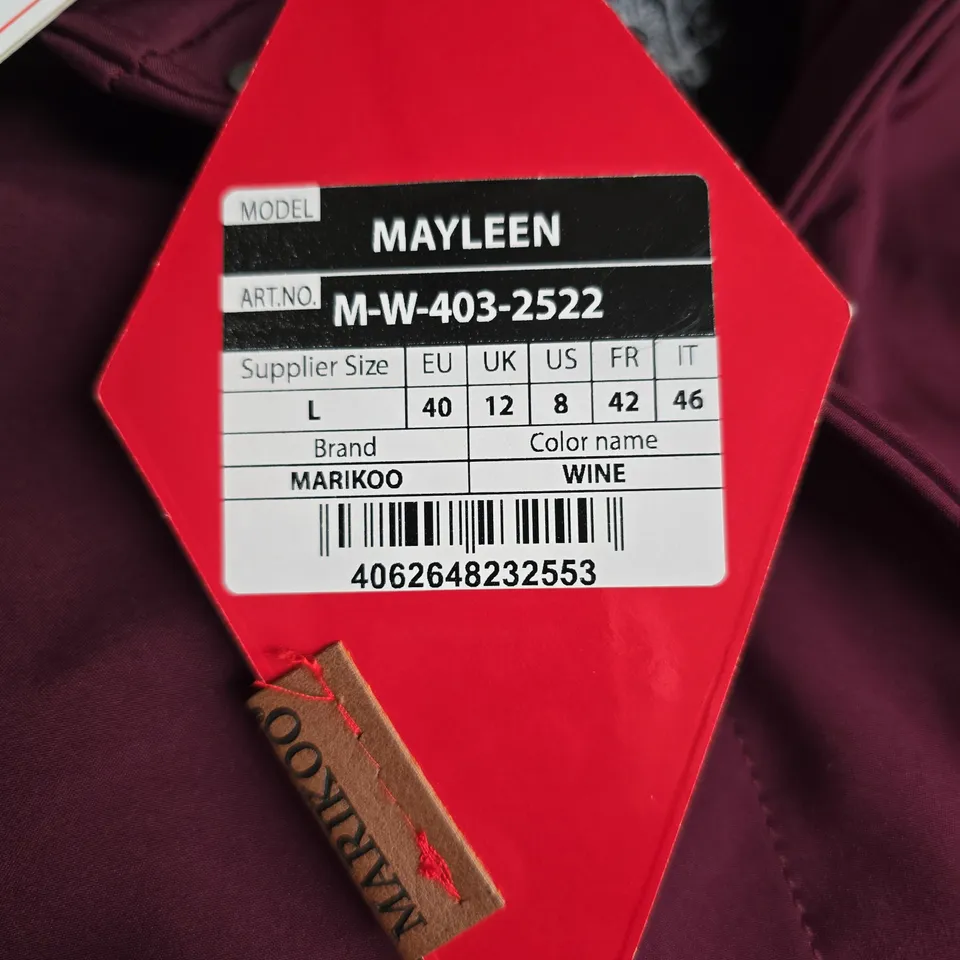 MODEL
MAYLEEN
ART.NO. M-W-403-2522
Supplier Size EU UK US FR IT
L 40 12 8 42 46
Brand Color name
MARIKOO WINE
4062648232553
MARIKOO